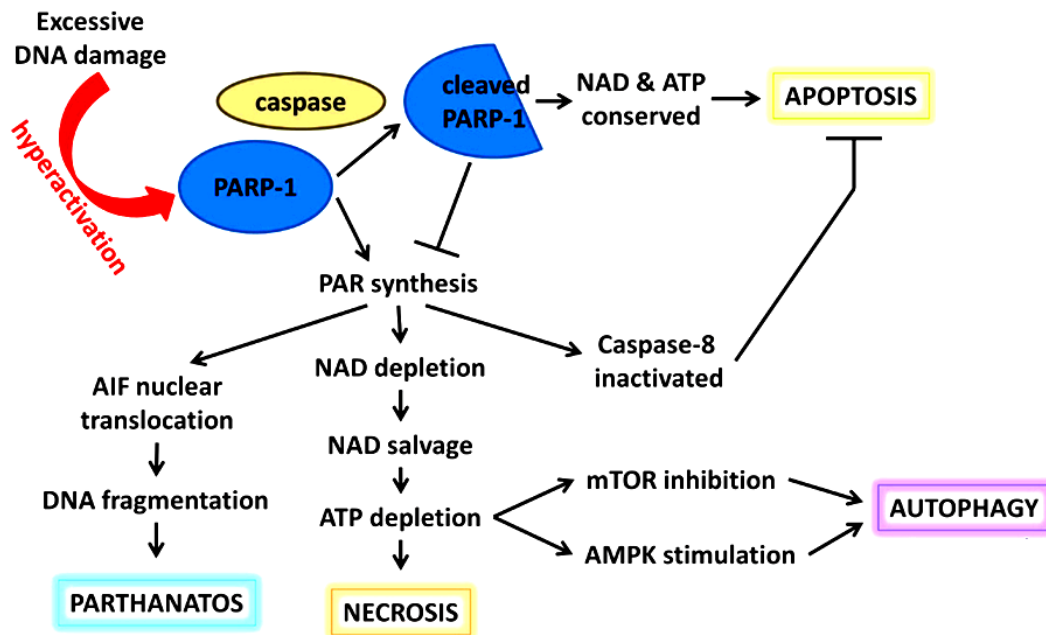 Excessive
DNA damage
hyperactivation
caspase
PARP-1
cleaved
PARP-1
NAD & ATP
conserved
APOPTOSIS
PAR synthesis
AIF nuclear
translocation
DNA fragmentation
PARTHANATOS
NAD depletion
NAD salvage
ATP depletion
NECROSIS
Caspase-8
inactivated
mTOR inhibition
AMPK stimulation
AUTOPHAGY